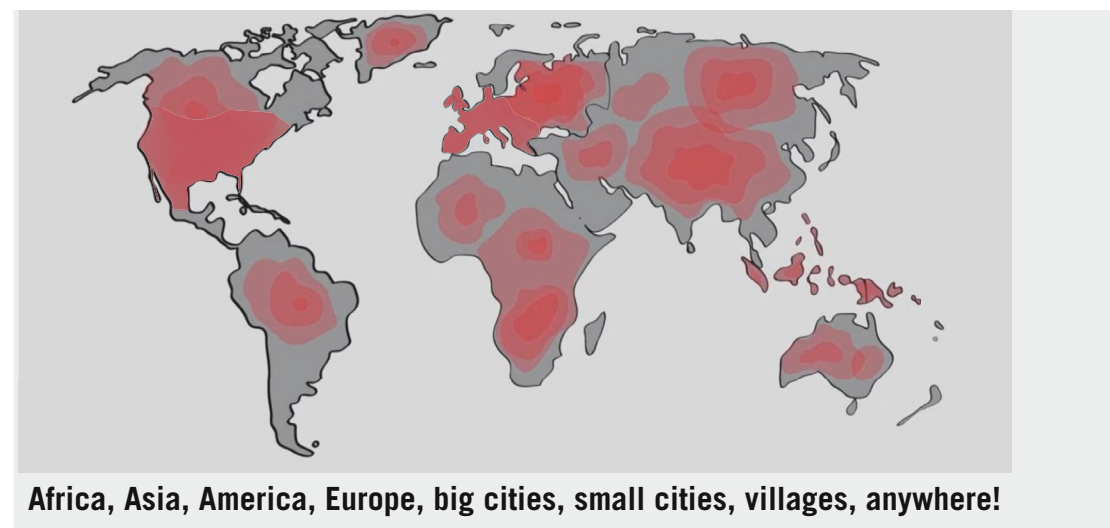 Africa, Asia, America, Europe, big cities, small cities, villages, anywhere!